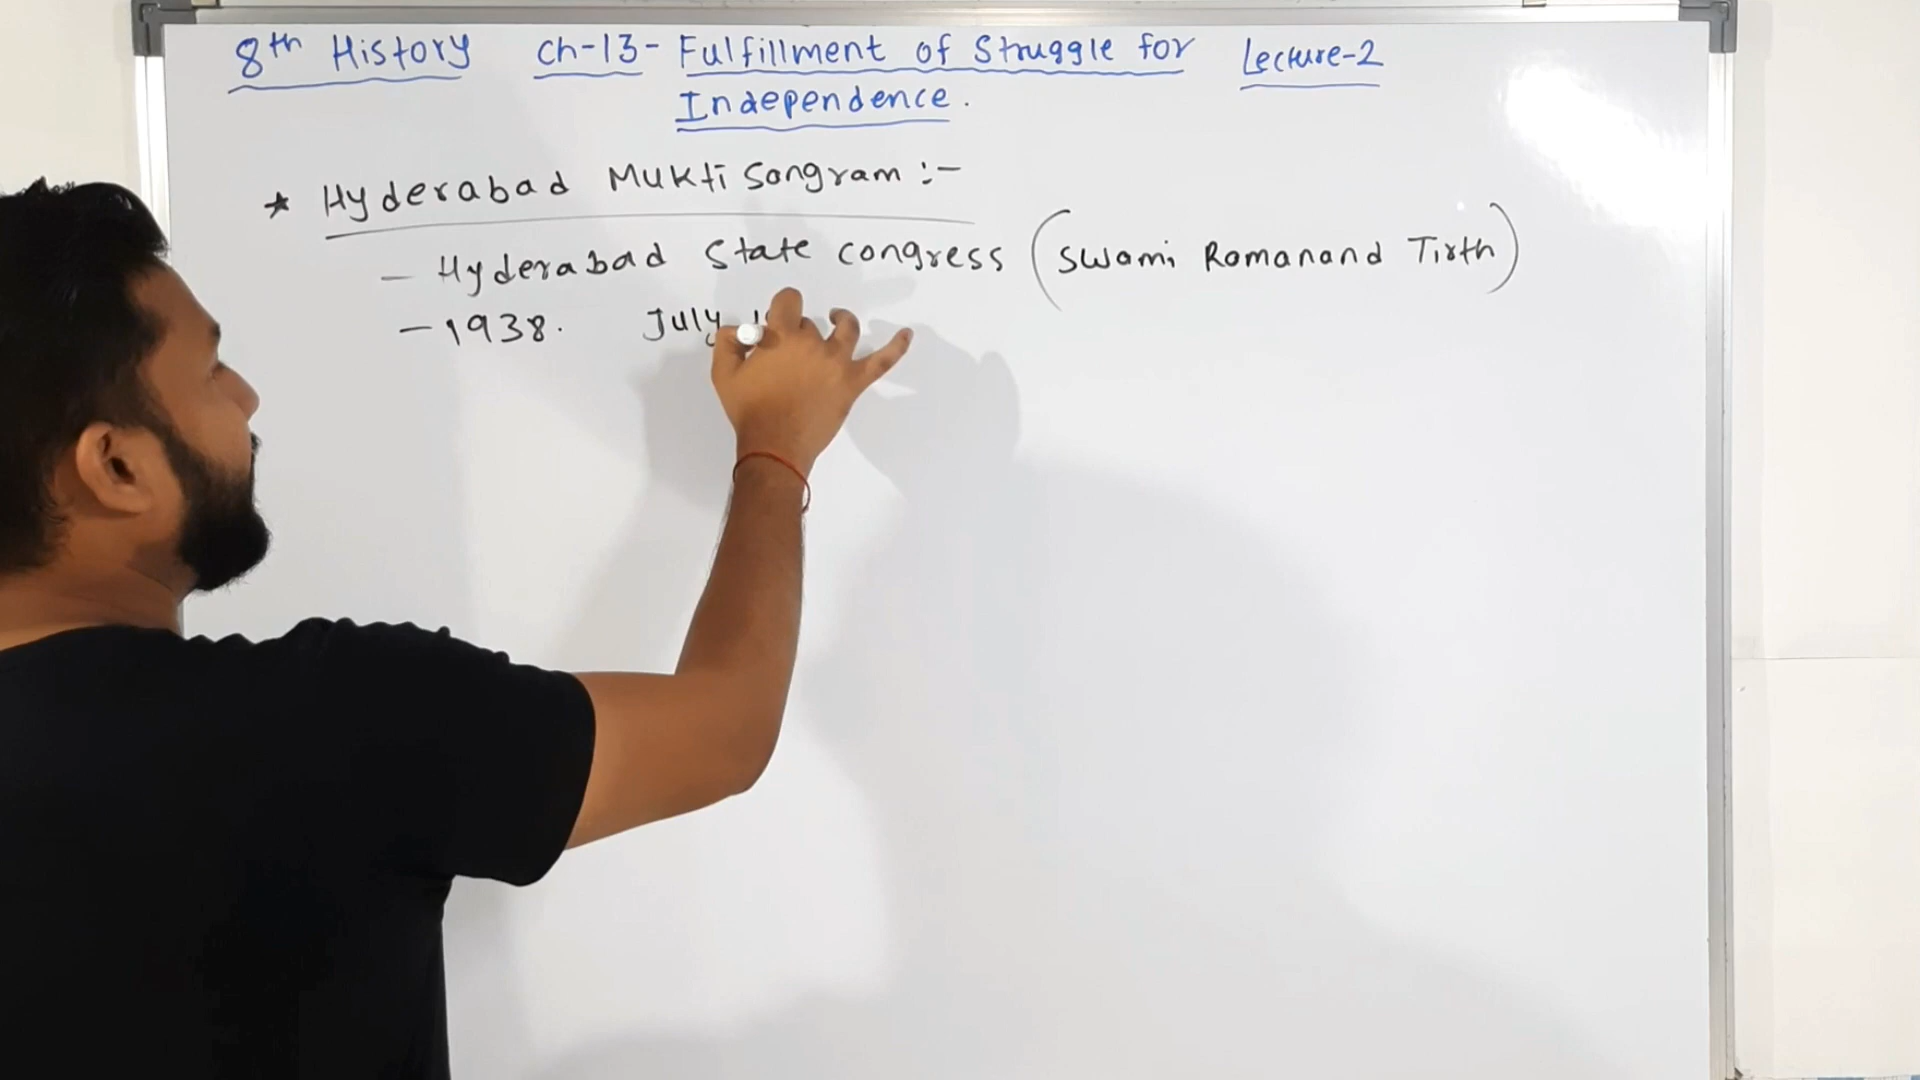 8th History Ch-13- Fulfillment of Struggle for Lecture-2
Independence.
★ Hyderabad Mukti Sangram :-
- Hyderabad State Congress (Swami Ramanand Tirth)
- 1938. July